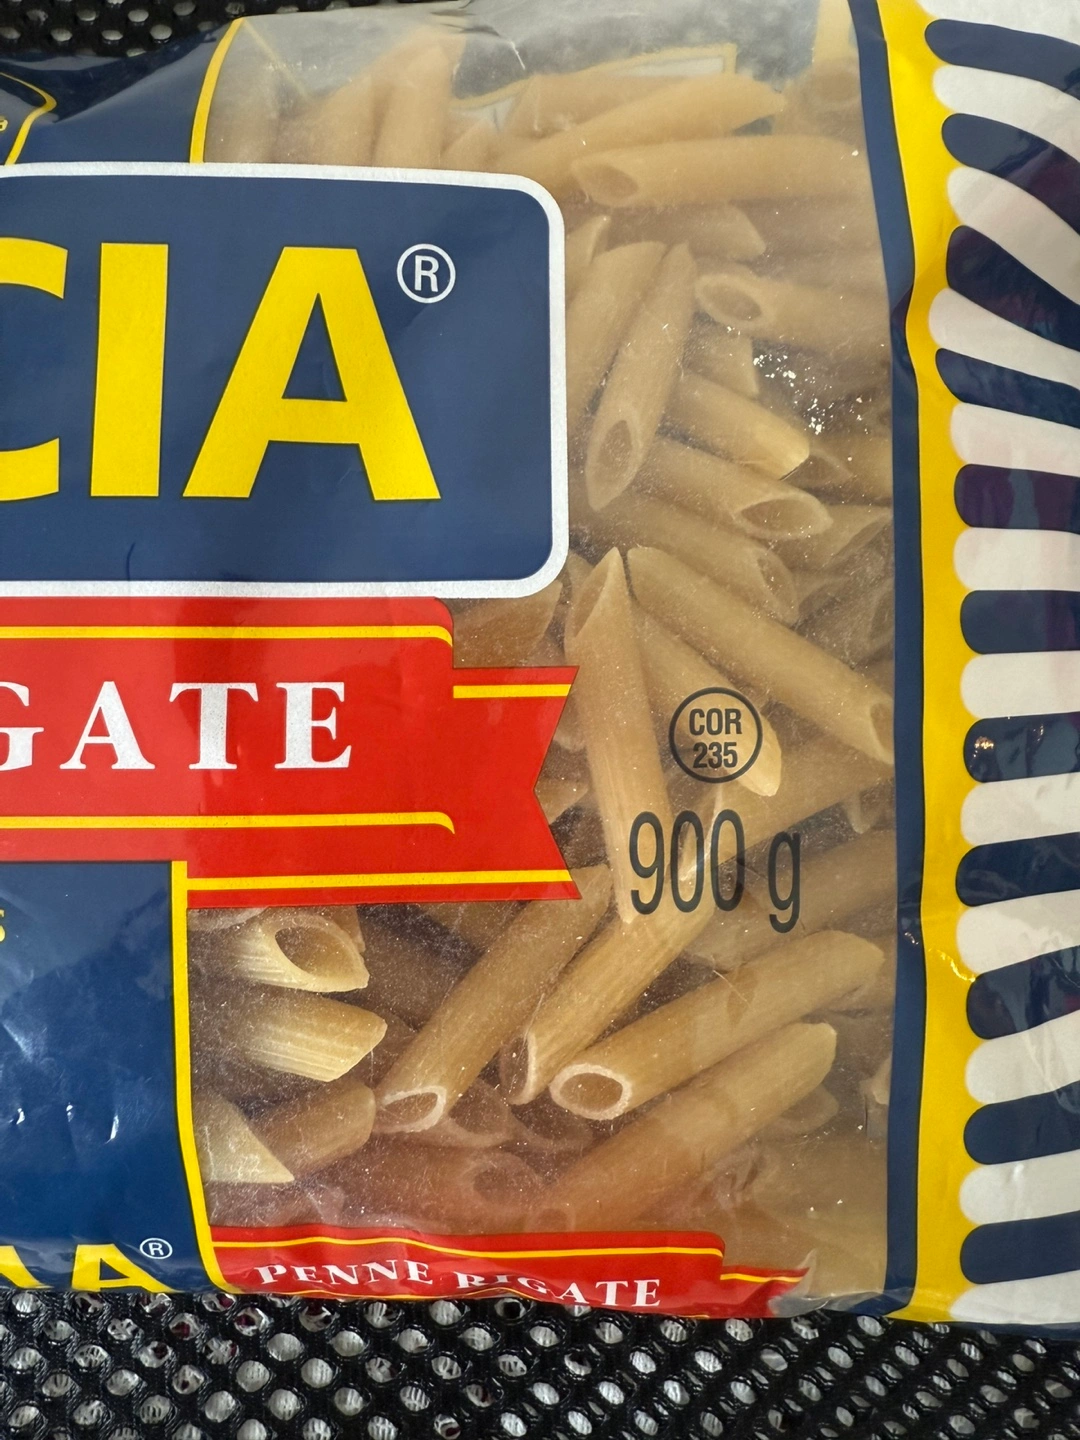 CIA®
GATE
COR
235
900 g
A®
PENNE RIGATE